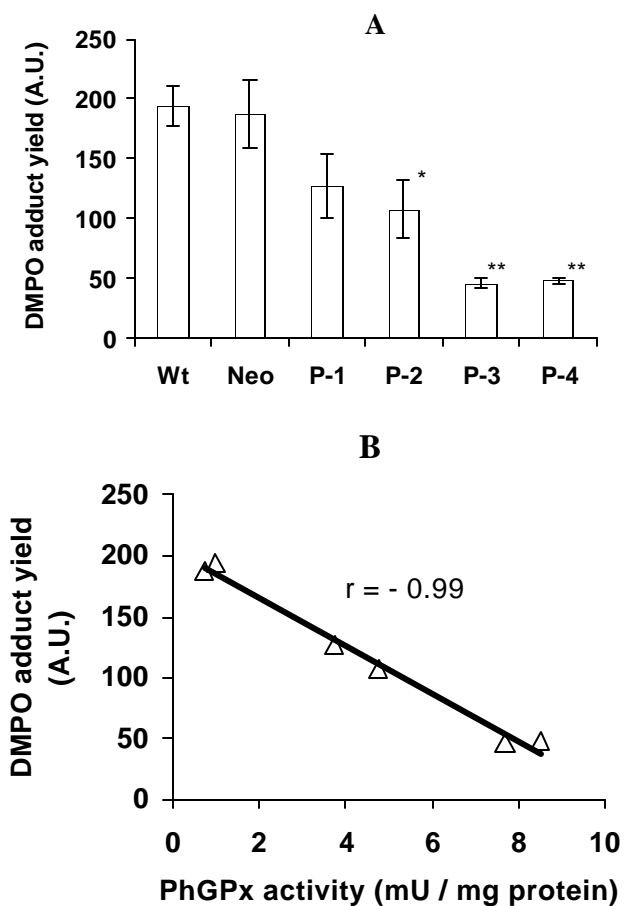 A
DMPO adduct yield (A.U.)
250
200
150
100
50
0
*
**
**
Wt Neo P-1 P-2 P-3 P-4
B
DMPO adduct yield
(A.U.)
250
200
150
100
50
0
r = - 0.99
0 2 4 6 8 10
PhGPx activity (mU / mg protein)